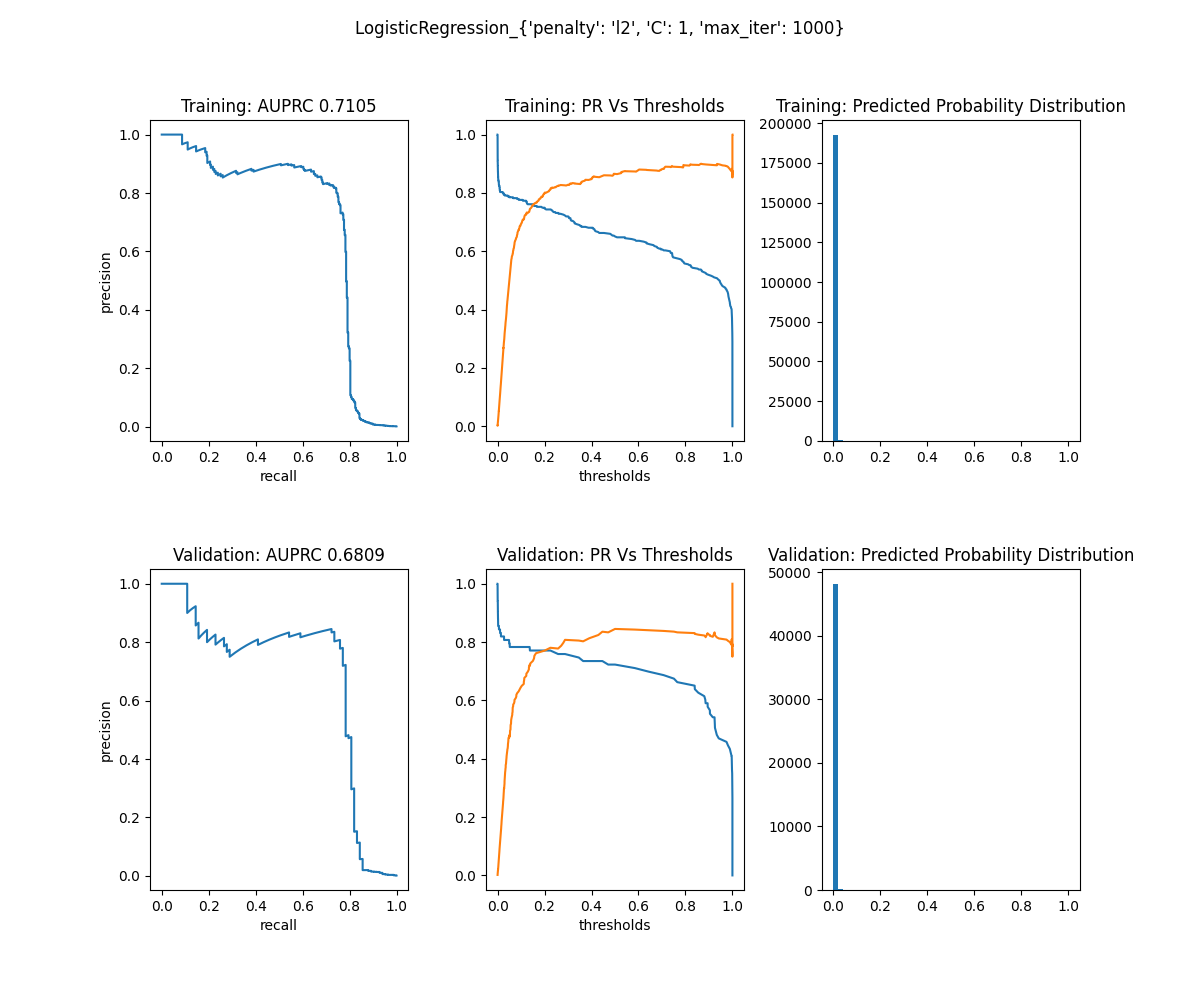 LogisticRegression_{'penalty': 'l2', 'C': 1, 'max_iter': 1000}
Training: AUPRC 0.7105
precision
1.0
0.8
0.6
0.4
0.2
0.0
0.0 0.2 0.4 0.6 0.8 1.0
recall
Training: PR Vs Thresholds
1.0
0.8
0.6
0.4
0.2
0.0
0.0 0.2 0.4 0.6 0.8 1.0
thresholds
Training: Predicted Probability Distribution
200000
175000
150000
125000
100000
75000
50000
25000
0
0.0 0.2 0.4 0.6 0.8 1.0
Validation: AUPRC 0.6809
precision
1.0
0.8
0.6
0.4
0.2
0.0
0.0 0.2 0.4 0.6 0.8 1.0
recall
Validation: PR Vs Thresholds
1.0
0.8
0.6
0.4
0.2
0.0
0.0 0.2 0.4 0.6 0.8 1.0
thresholds
Validation: Predicted Probability Distribution
50000
40000
30000
20000
10000
0
0.0 0.2 0.4 0.6 0.8 1.0